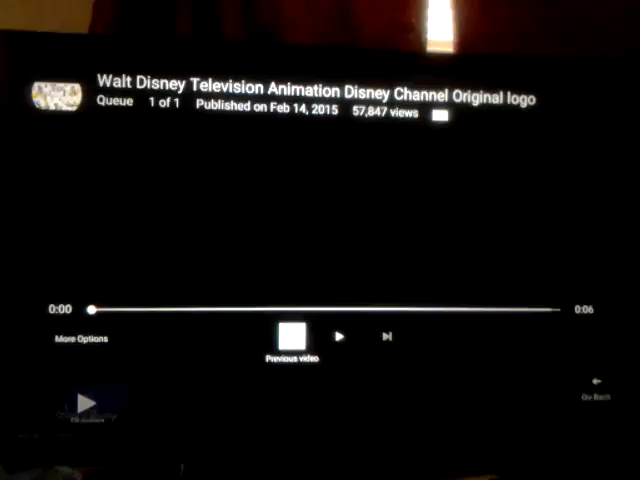 Walt Disney Television Animation Disney Channel Original logo
Queue 1 of 1 Published on Feb 14, 2015 57,847 views
0:00 0:06
More Options
Previous video
Go Back